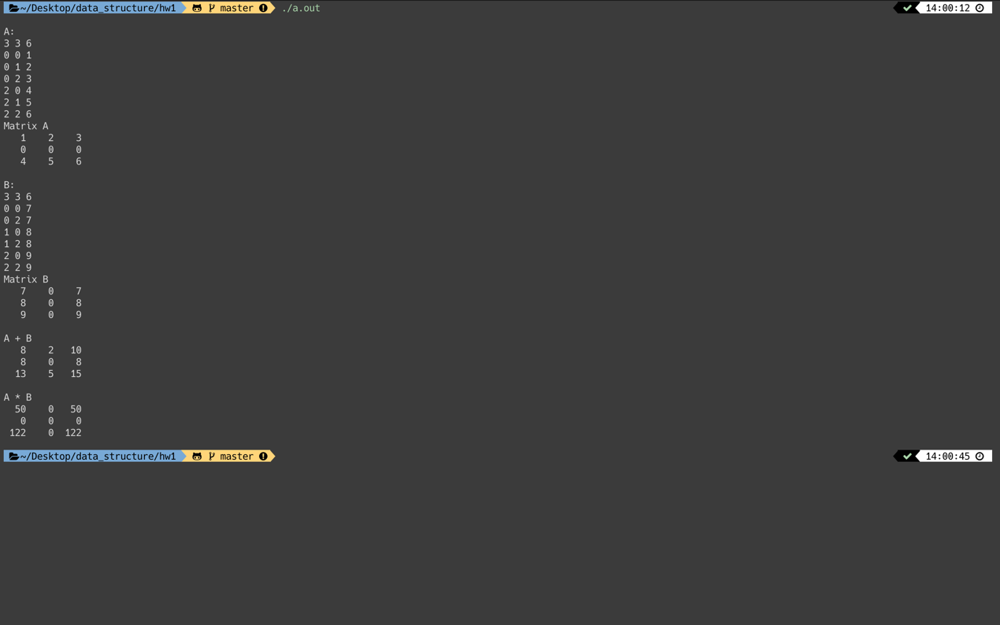 ~/Desktop/data_structure/hw1 master ./a.out 14:00:12
A:
3 3 6
0 0 1
0 1 2
0 2 3
2 0 4
2 1 5
2 2 6
Matrix A
1 2 3
0 0 0
4 5 6
B:
3 3 6
0 0 7
0 2 7
1 0 8
1 2 8
2 0 9
2 2 9
Matrix B
7 0 7
8 0 8
9 0 9
A + B
8 2 10
8 0 8
13 5 15
A * B
50 0 50
0 0 0
122 0 122
~/Desktop/data_structure/hw1 master 14:00:45